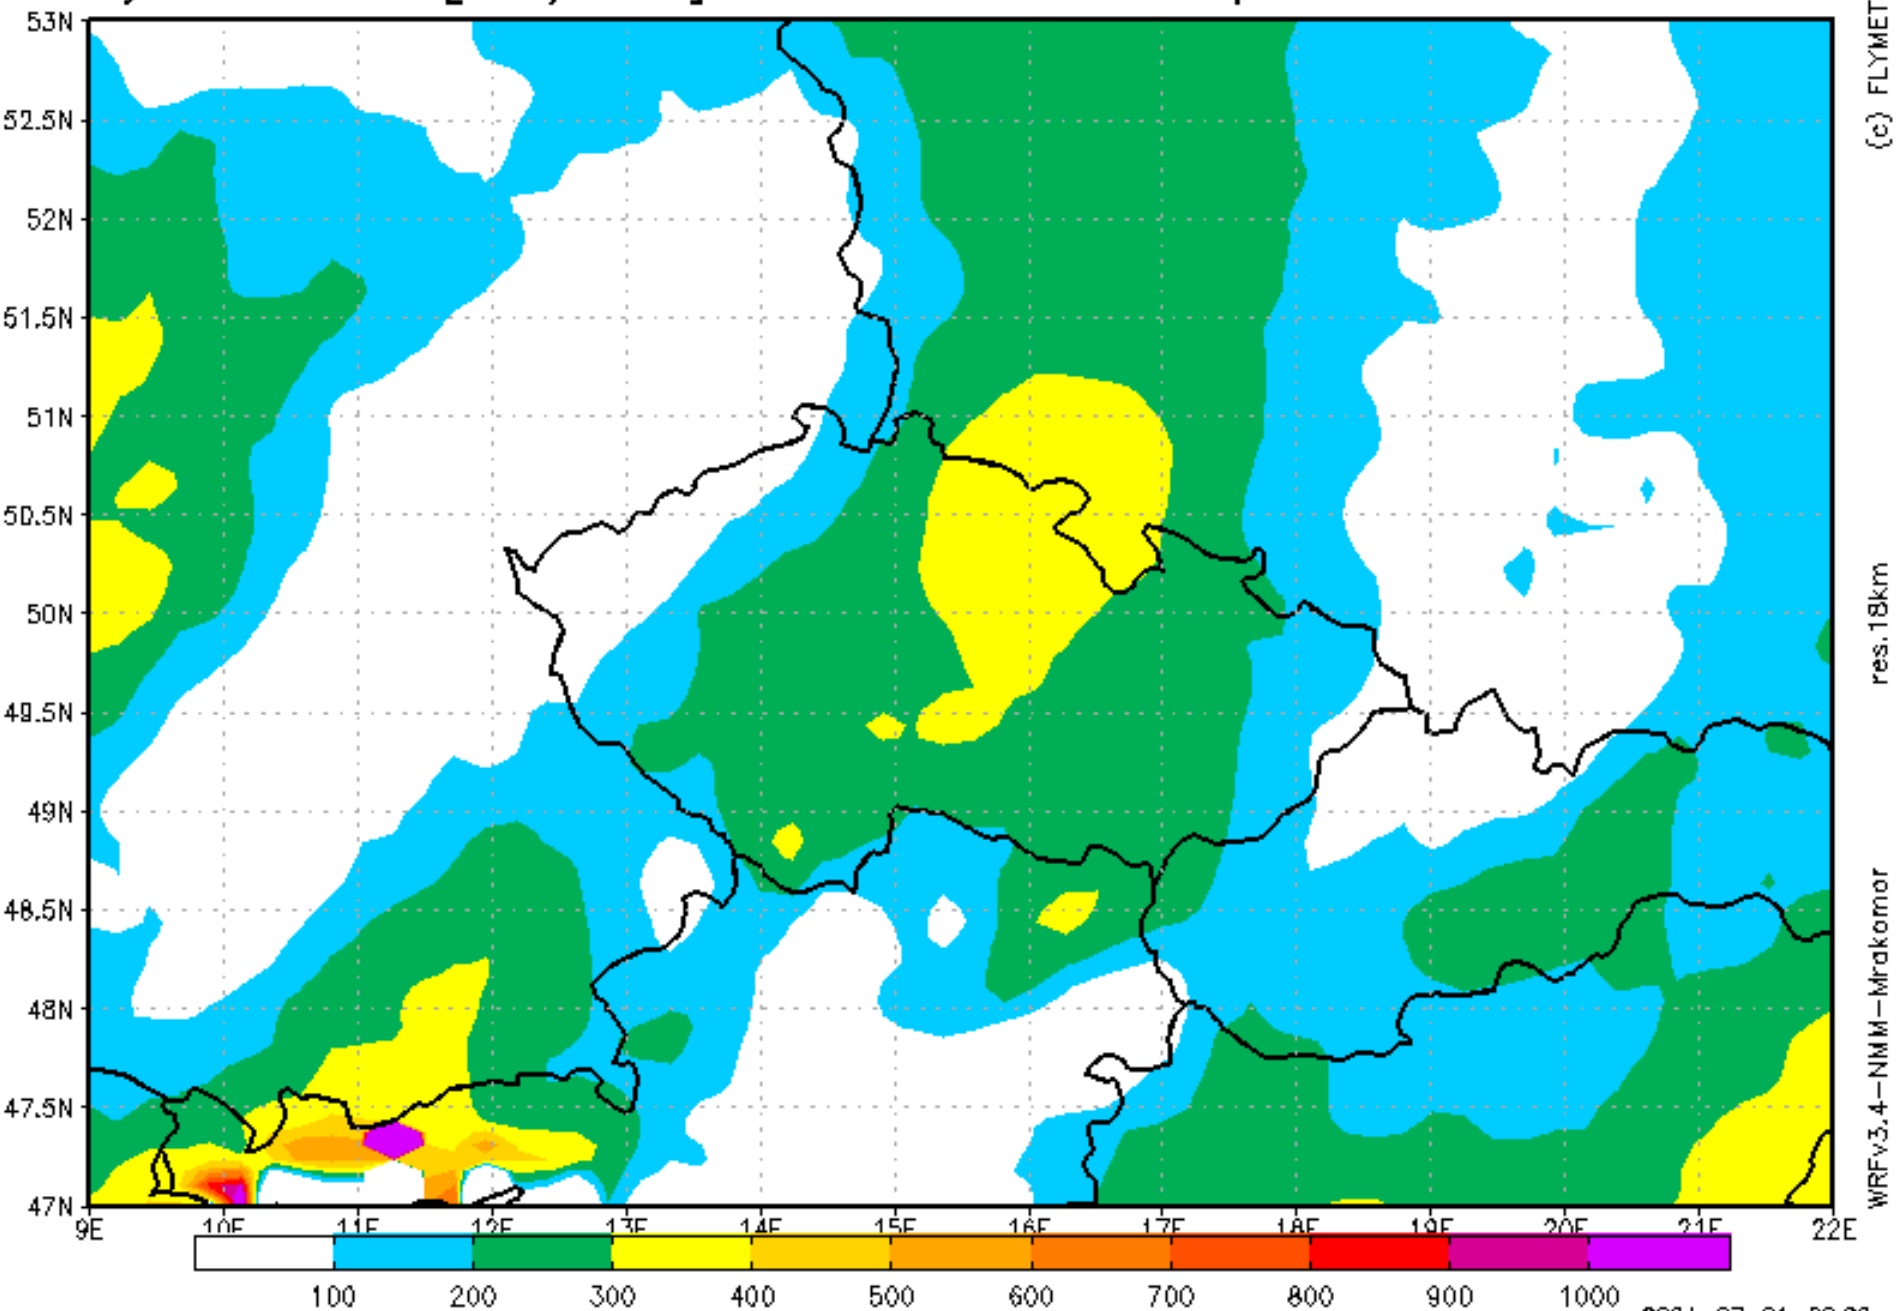 53N
52.5N
52N
51.5N
51N
50.5N
50N
49.5N
49N
48.5N
48N
47.5N
47N
9E 10E 11E 12E 13E 14E 15E 16E 17E 18E 19E 20E 21E 22E
100 200 300 400 500 600 700 800 900 1000
(c) FLYMET
res.18km
WRFv3.4-NMM-Mrakomor